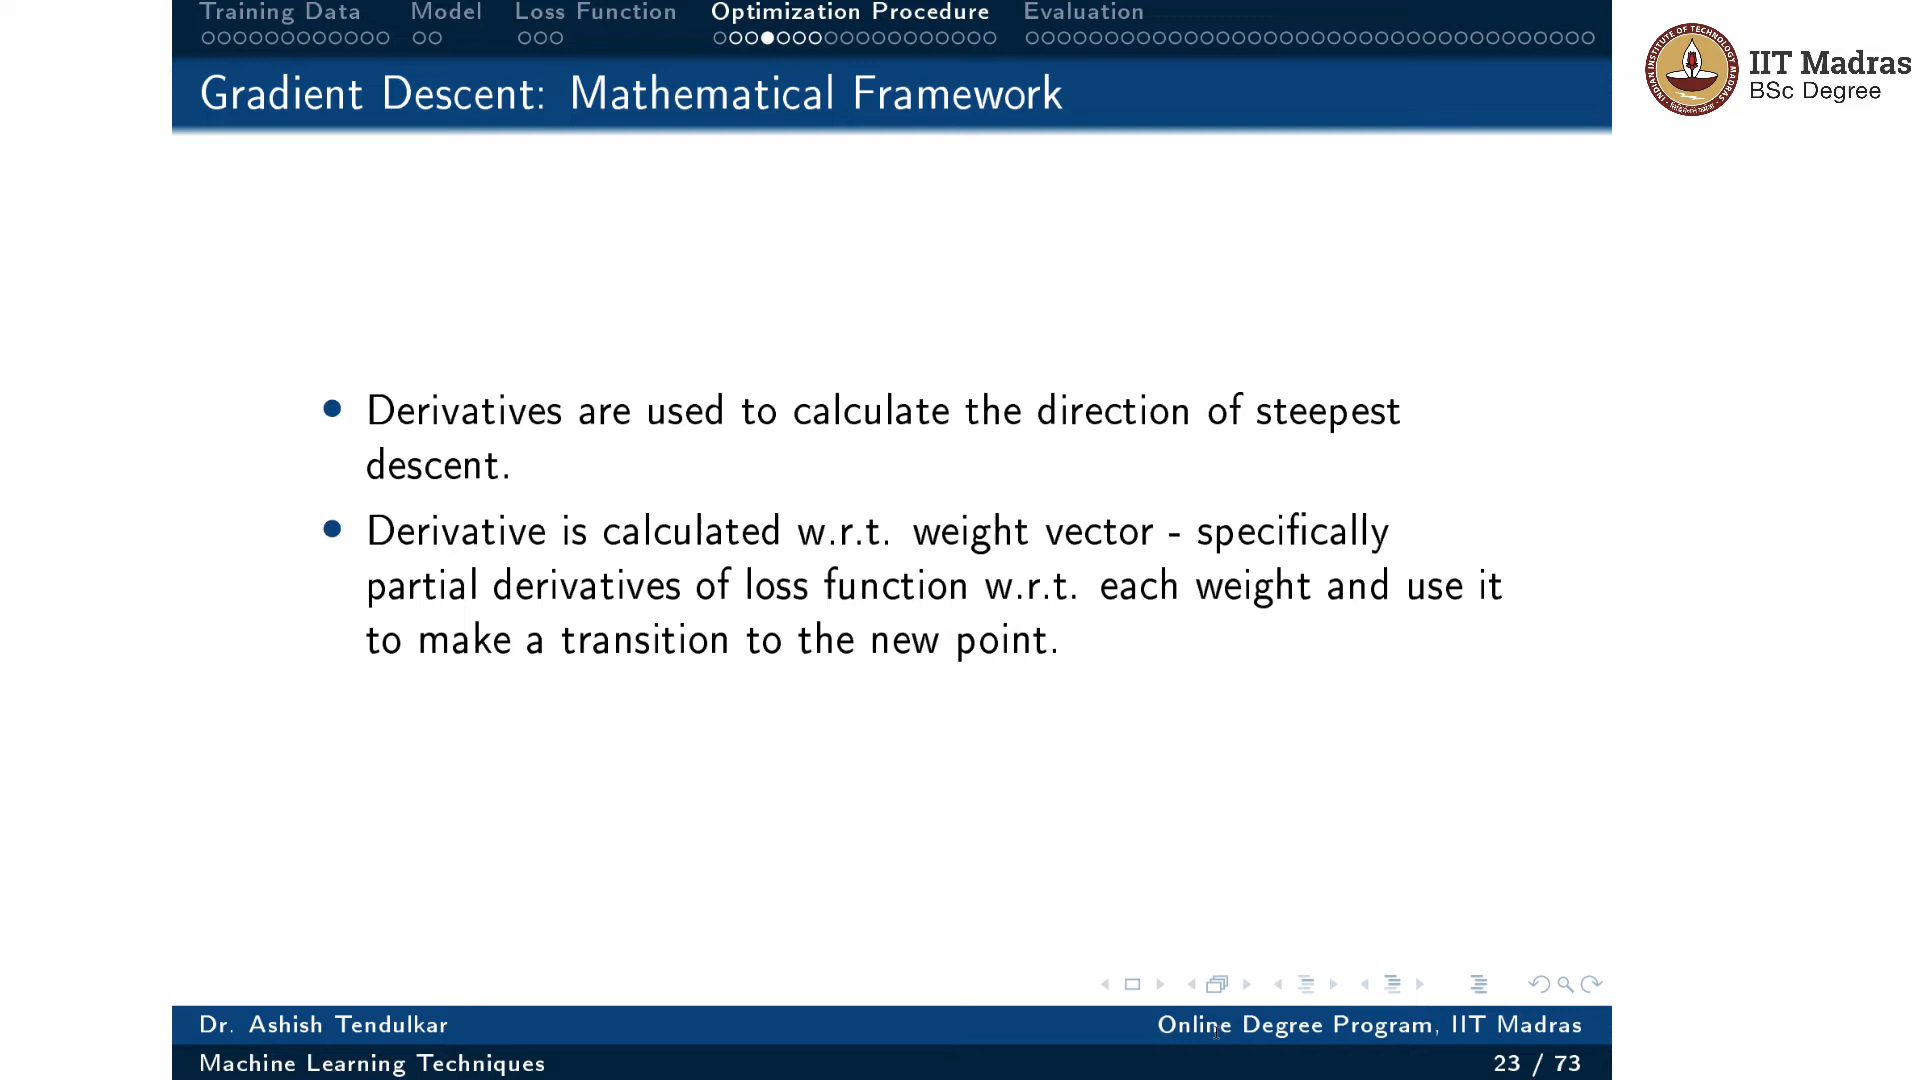 Training Data Model Loss Function Optimization Procedure Evaluation
IIT Madras
BSc Degree
Gradient Descent: Mathematical Framework
• Derivatives are used to calculate the direction of steepest
descent.
• Derivative is calculated w.r.t. weight vector - specifically
partial derivatives of loss function w.r.t. each weight and use it
to make a transition to the new point.
Dr. Ashish Tendulkar Online Degree Program, IIT Madras
Machine Learning Techniques 23 / 73